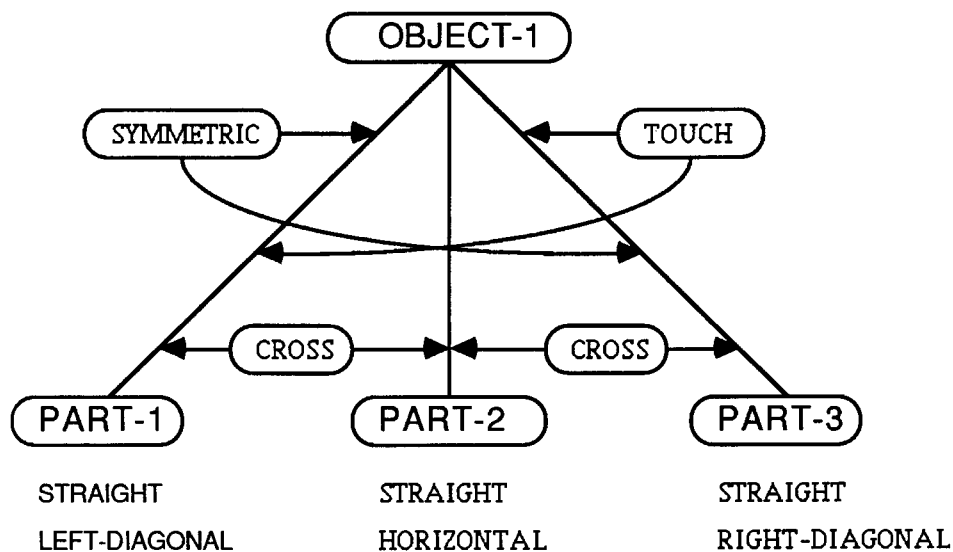 OBJECT-1
SYMMETRIC
TOUCH
CROSS
CROSS
PART-1
PART-2
PART-3
STRAIGHT
STRAIGHT
STRAIGHT
LEFT-DIAGONAL
HORIZONTAL
RIGHT-DIAGONAL